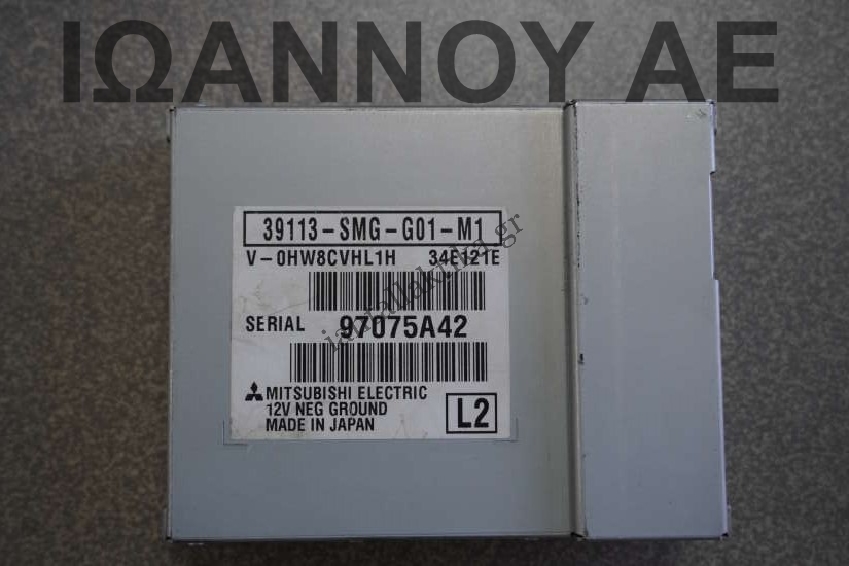 ΙΩΑΝΝΟΥ ΑΕ
39113-SMG-G01-M1
V-0HW8CVHL1H 34E121E
SERIAL 97075A42
MITSUBISHI ELECTRIC
12V NEG GROUND
MADE IN JAPAN
L2